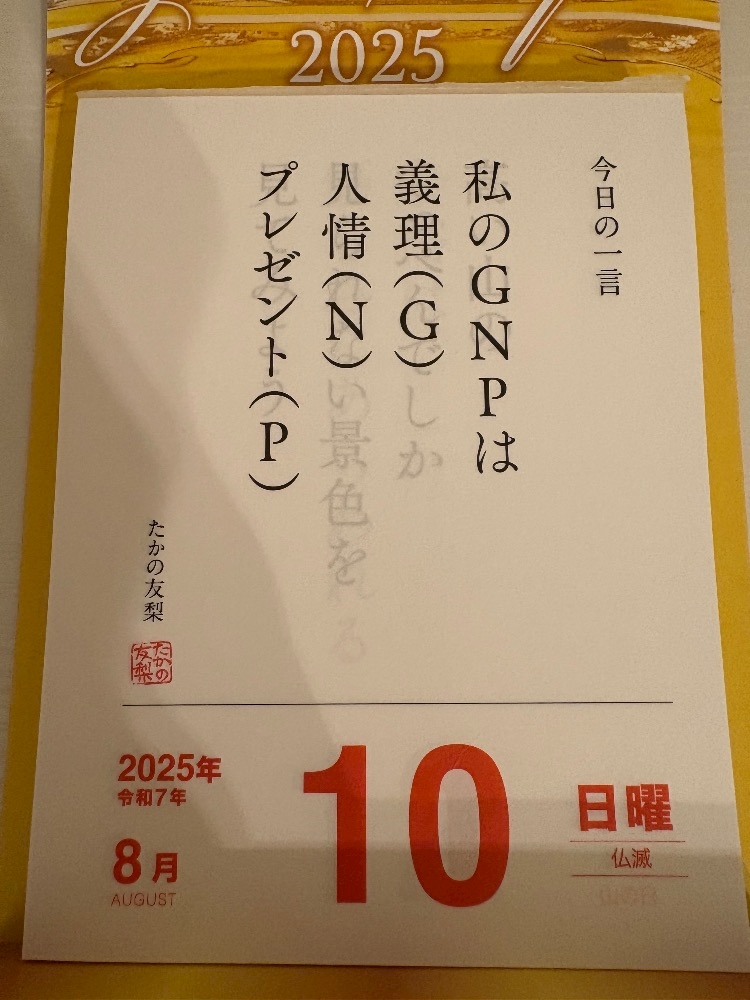 2025
今日の一言
私のGNPは
義理(G)
人情(N)
プレゼント(P)
たかの友梨
たかの
友梨
2025年
令和7年
8月
AUGUST
10
日曜
仏滅